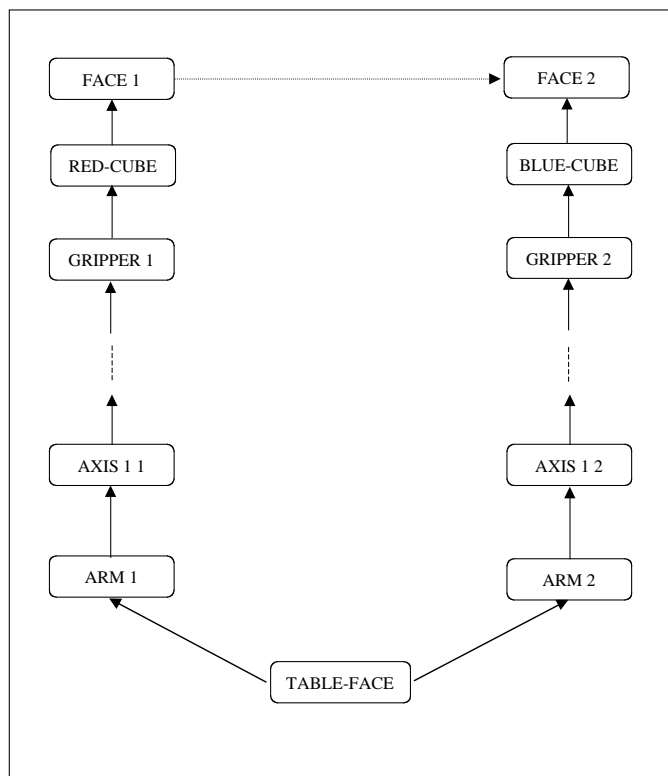 FACE 1
FACE 2
RED-CUBE
BLUE-CUBE
GRIPPER 1
GRIPPER 2
AXIS 1 1
AXIS 1 2
ARM 1
ARM 2
TABLE-FACE